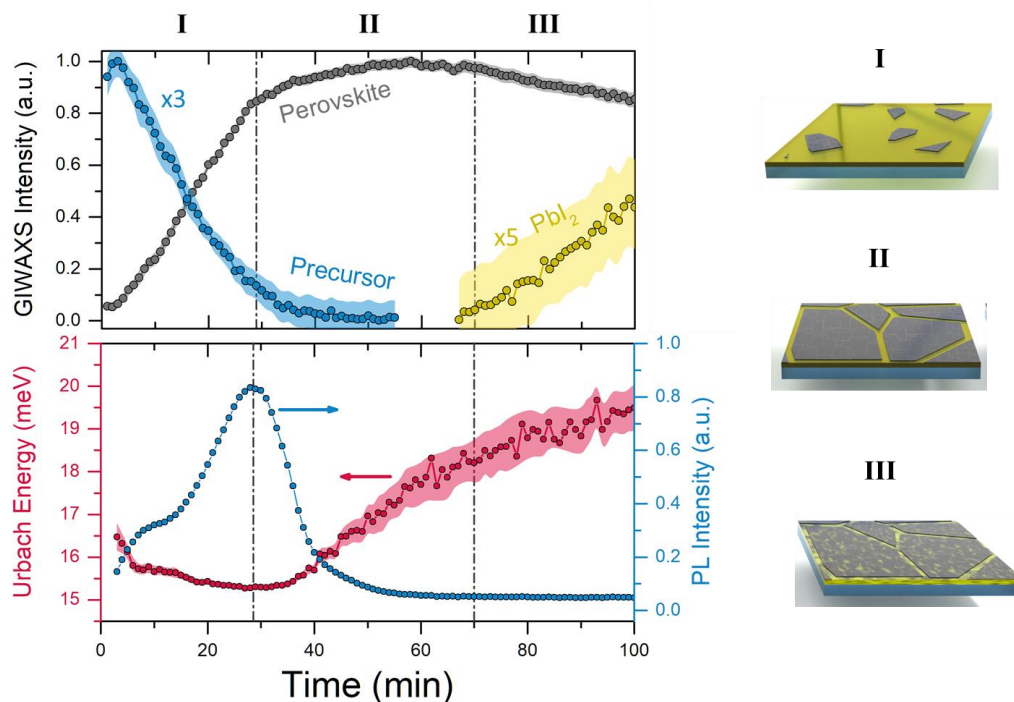 I II III
GIWAXS Intensity (a.u.)
1.0
0.8
0.6
0.4
0.2
0.0
x3
Perovskite
Precursor
x5 PbI₂
Urbach Energy (meV)
21
20
19
18
17
16
15
1.0
0.8
0.6
0.4
0.2
0.0
PL Intensity (a.u.)
0 20 40 60 80 100
Time (min)
I
II
III